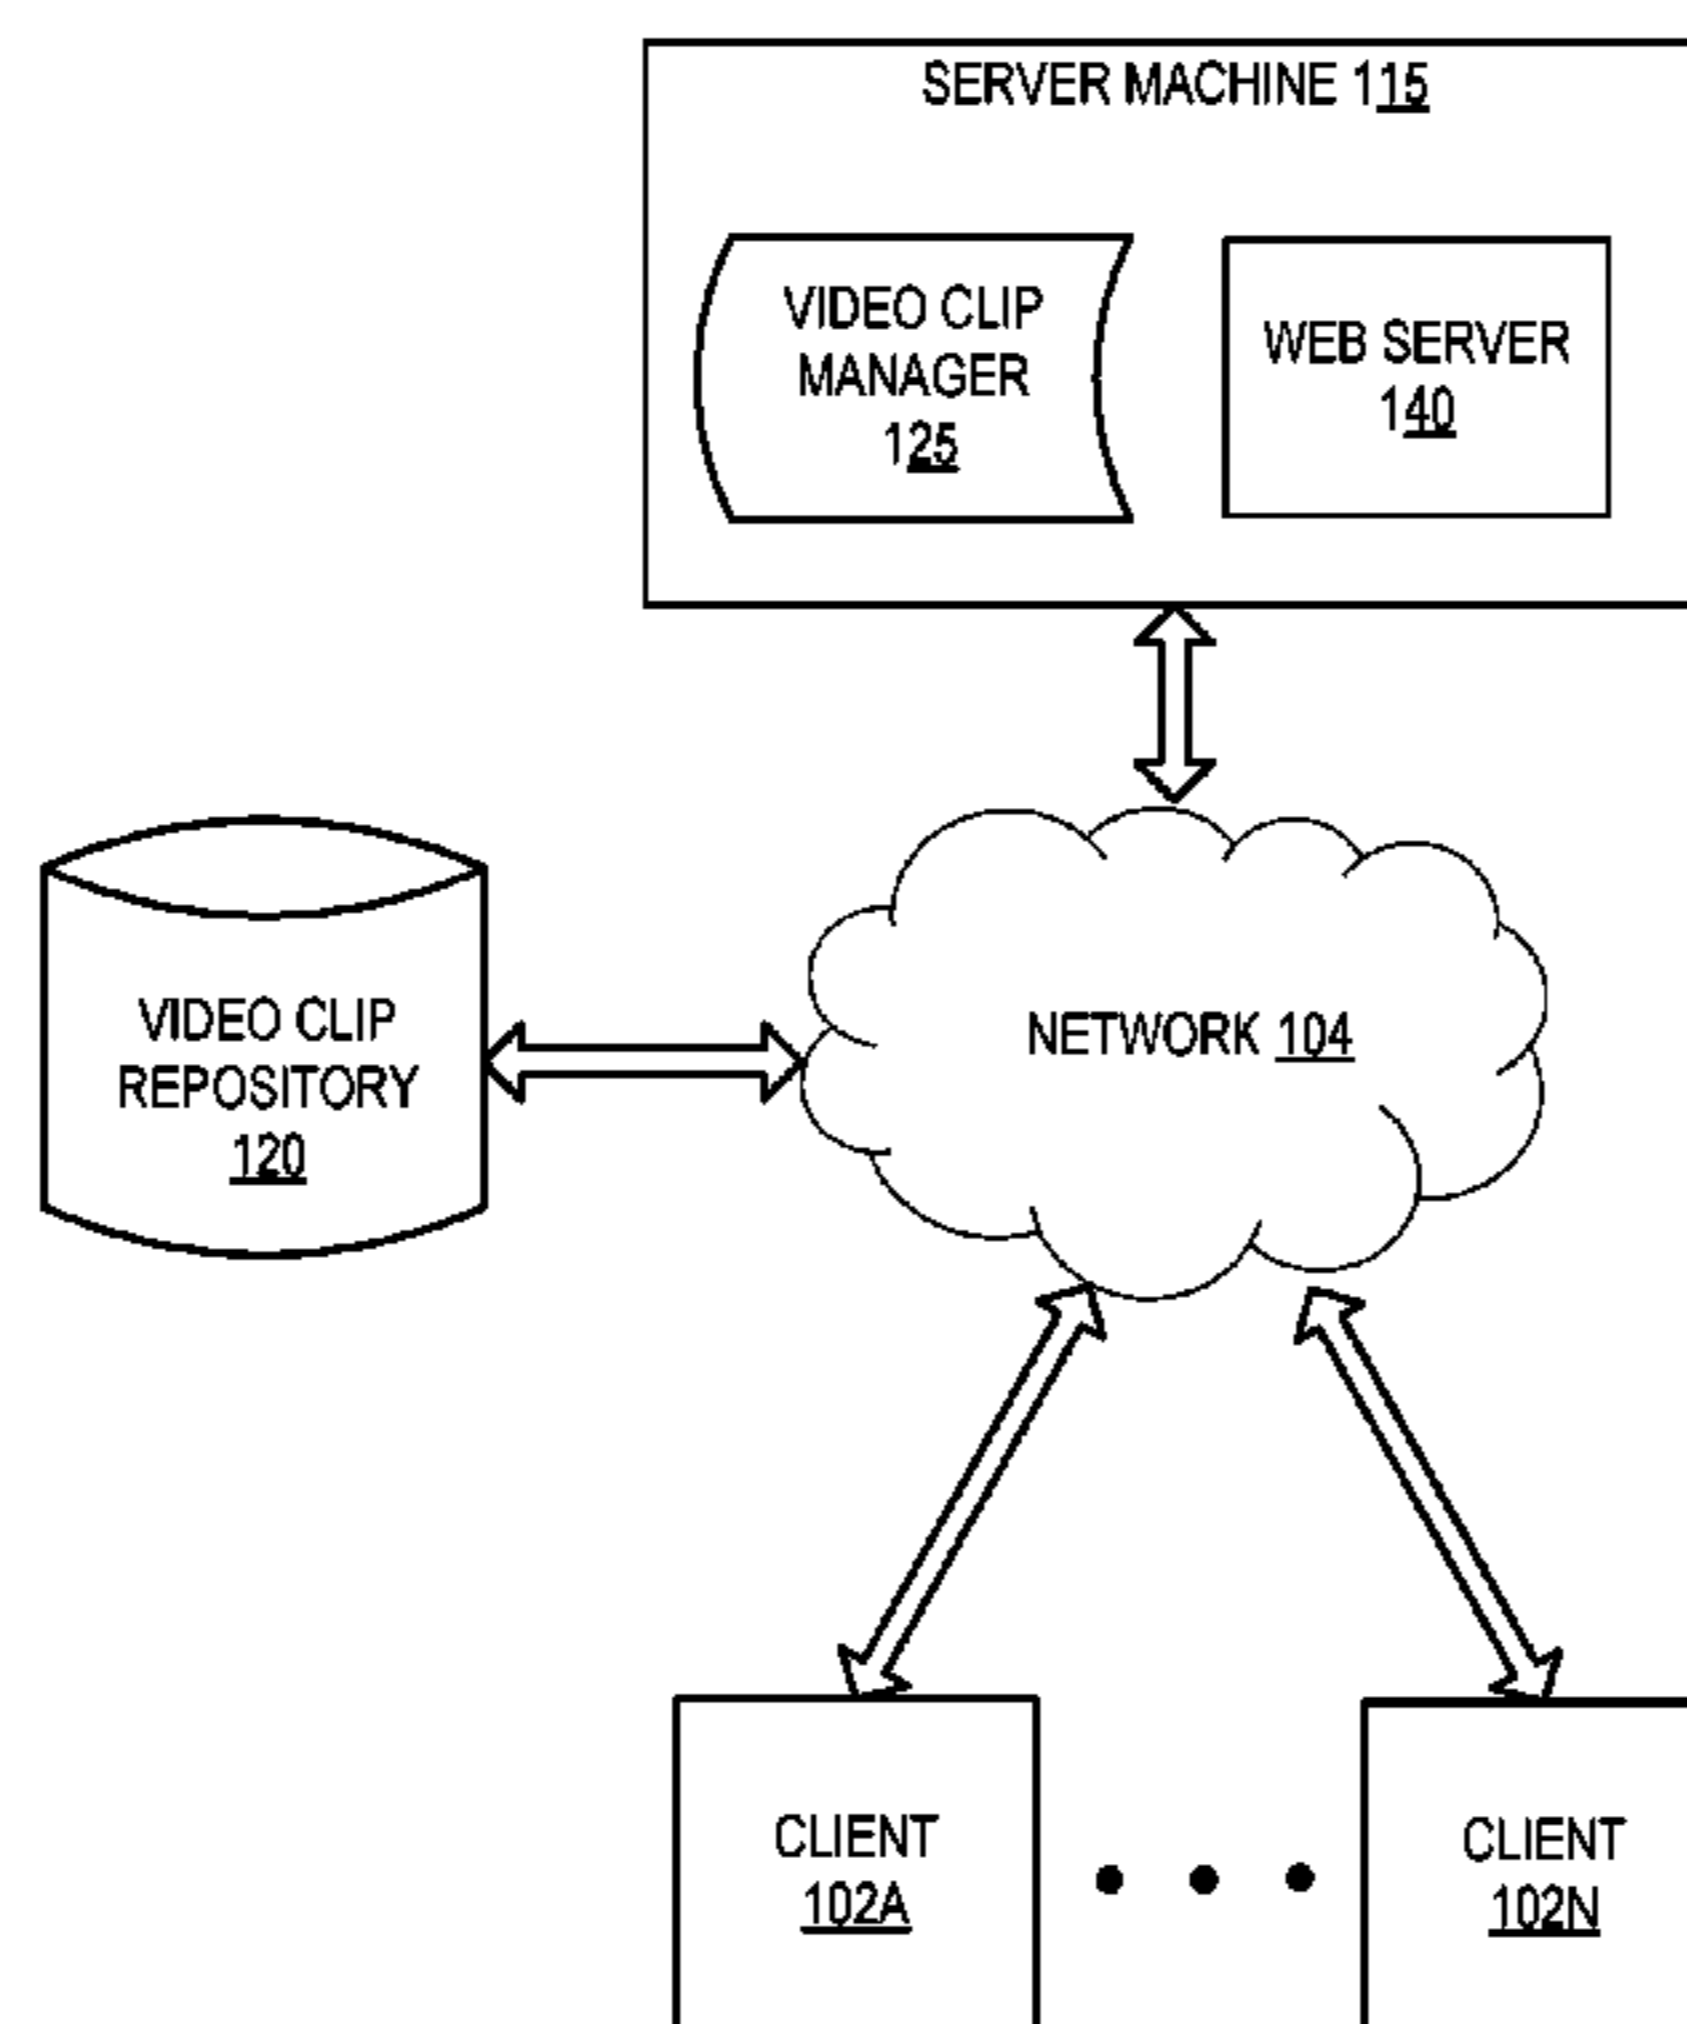 SERVER MACHINE 115
VIDEO CLIP
MANAGER
125
WEB SERVER
140
VIDEO CLIP
REPOSITORY
120
NETWORK 104
CLIENT
102A
CLIENT
102N